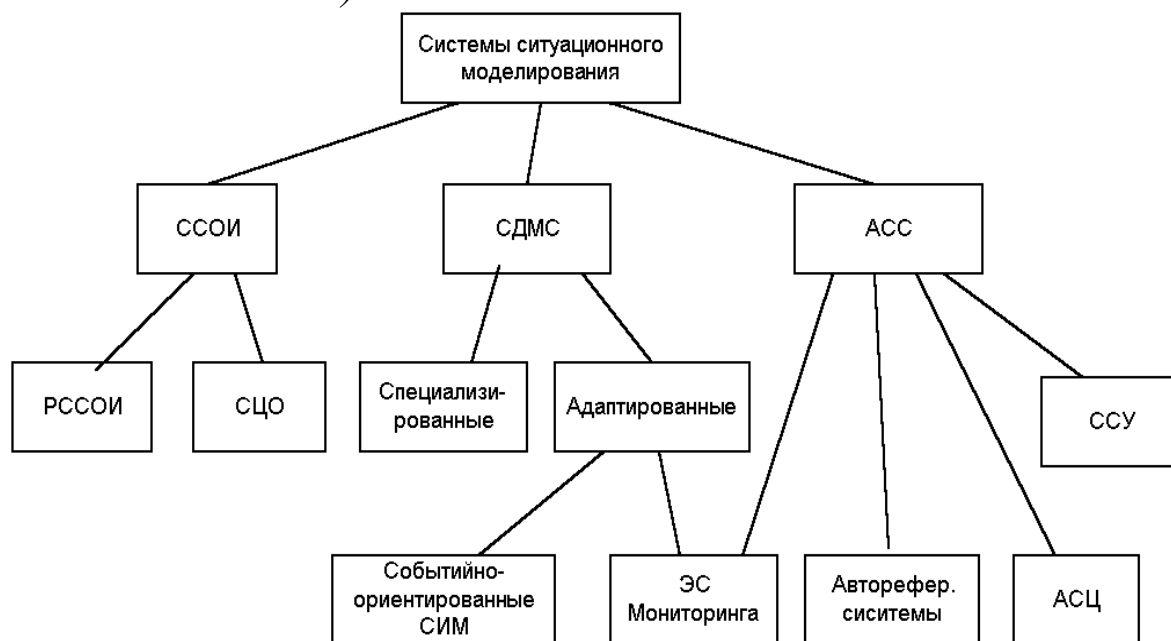 )
Системы ситуационного
моделирования
ССОИ
СДМС
АСС
РССОИ
СЦО
Специализи-
рованные
Адаптированные
ССУ
Событийно-
ориентированные
СИМ
ЭС
Мониторинга
Авторефер.
сиситемы
АСЦ